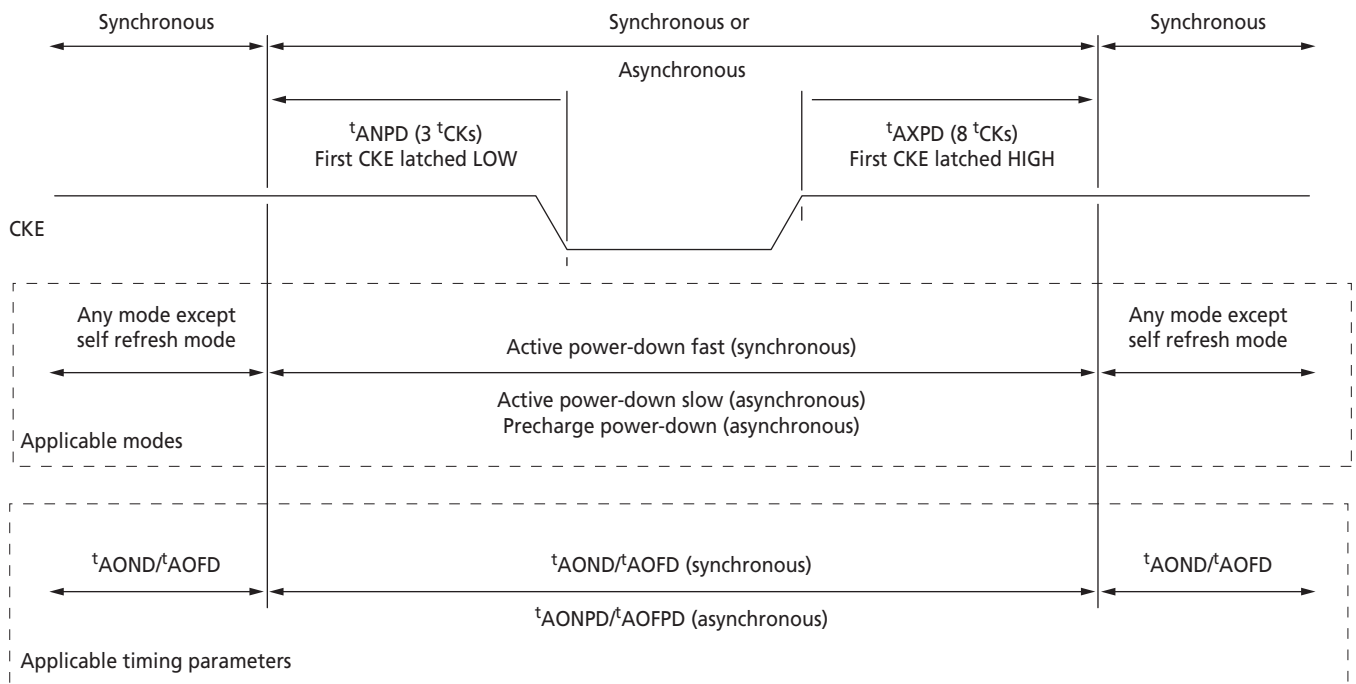 Synchronous
Synchronous or
Asynchronous
Synchronous
tANPD (3 tCKs)
First CKE latched LOW
tAXPD (8 tCKs)
First CKE latched HIGH
CKE
Any mode except
self refresh mode
Active power-down fast (synchronous)
Active power-down slow (asynchronous)
Precharge power-down (asynchronous)
Any mode except
self refresh mode
Applicable modes
tAOND/tAOFD
tAOND/tAOFD (synchronous)
tAONPD/tAOFPD (asynchronous)
tAOND/tAOFD
Applicable timing parameters